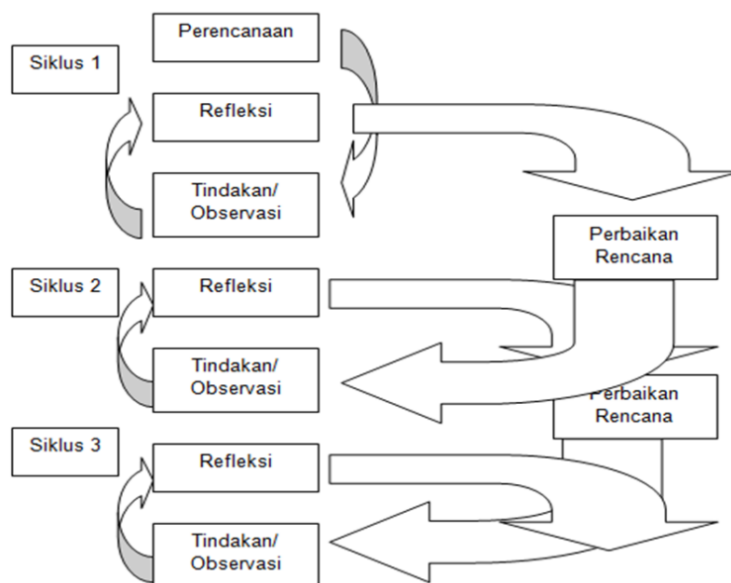 Perencanaan
Siklus 1
Refleksi
Tindakan/
Observasi
Perbaikan
Rencana
Siklus 2
Refleksi
Tindakan/
Observasi
Perbaikan
Rencana
Siklus 3
Refleksi
Tindakan/
Observasi